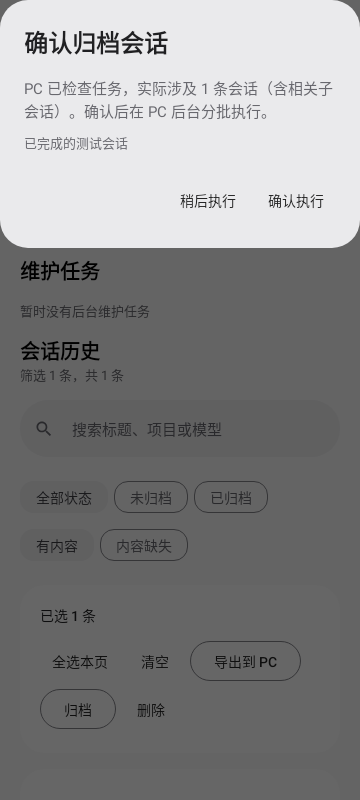 确认归档会话
PC 已检查任务，实际涉及 1 条会话（含相关子
会话）。确认后在 PC 后台分批执行。
已完成的测试会话
稍后执行 确认执行
维护任务
暂时没有后台维护任务
会话历史
筛选 1 条，共 1 条
搜索标题、项目或模型
全部状态 未归档 已归档
有内容 内容缺失
已选 1 条
全选本页 清空 导出到 PC
归档 删除